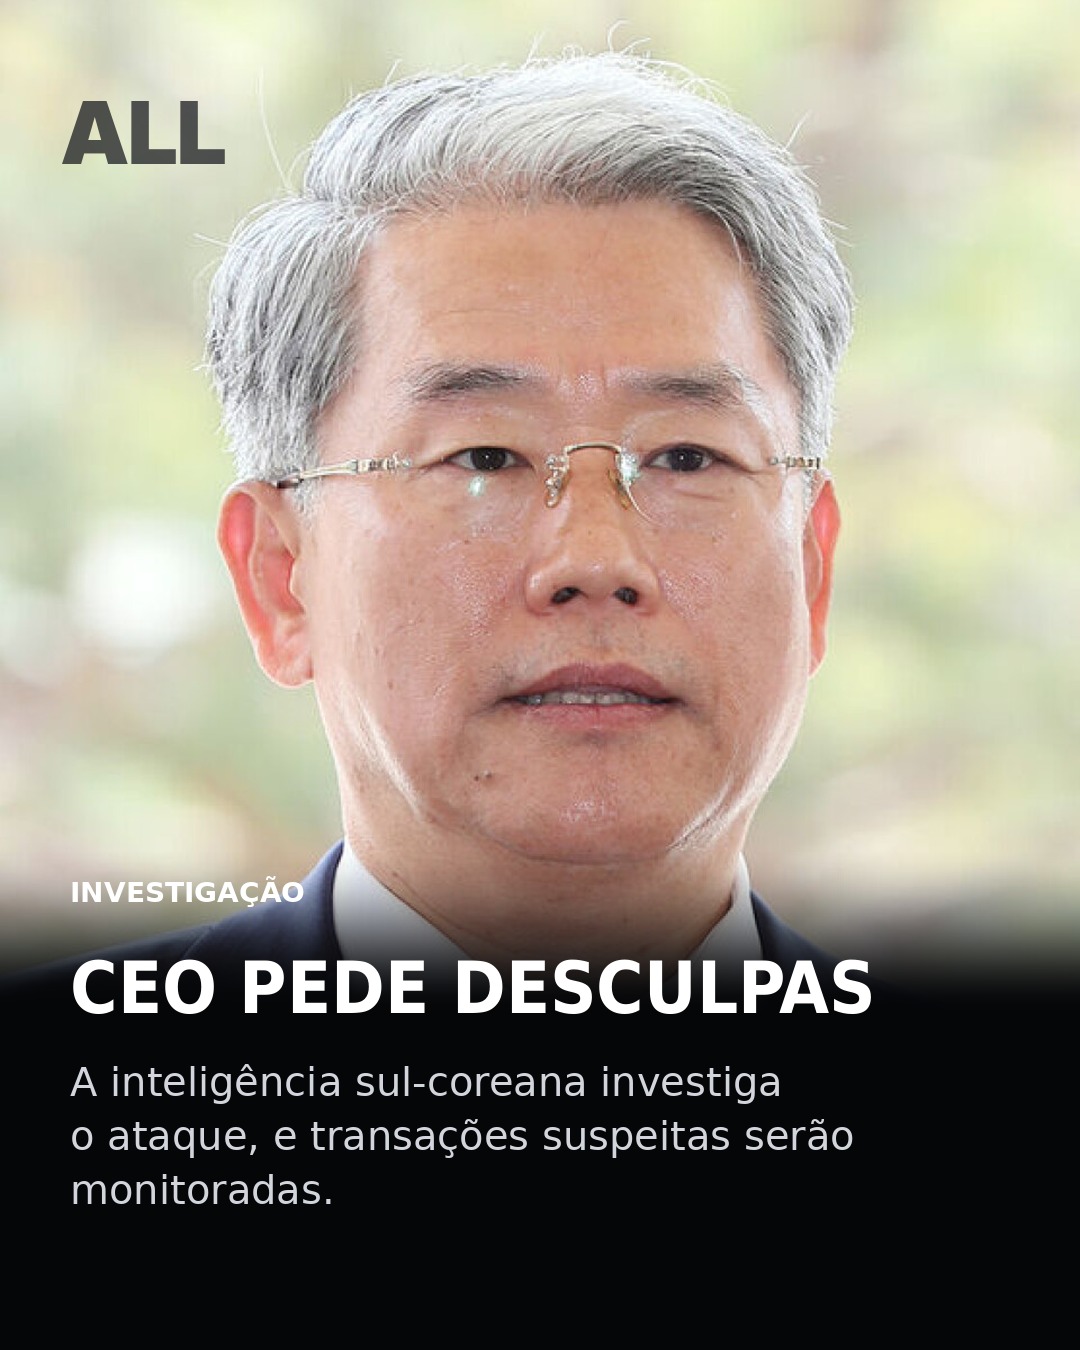 ALL
INVESTIGAÇÃO
CEO PEDE DESCULPAS
A inteligência sul-coreana investiga
o ataque, e transações suspeitas serão
monitoradas.